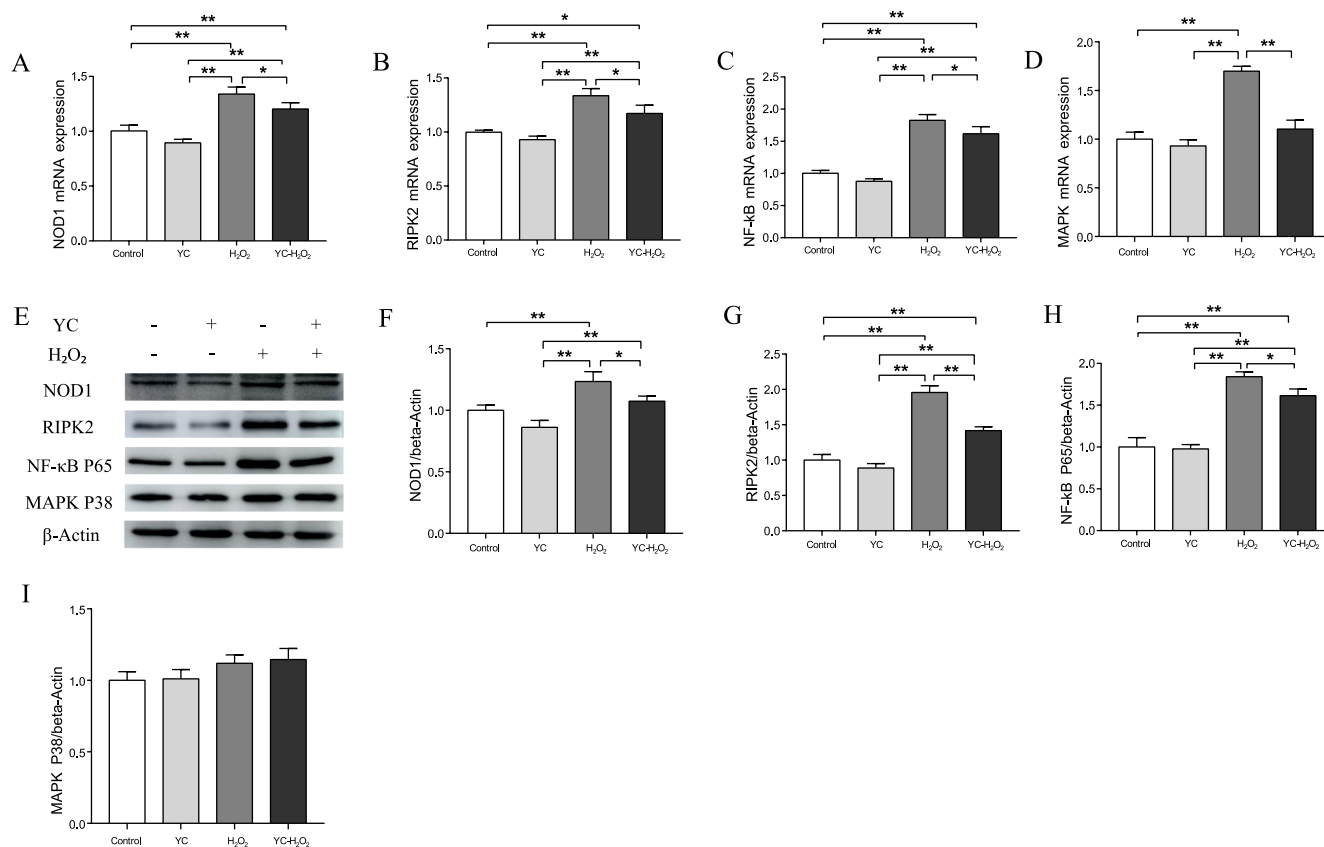 A
NOD1 mRNA expression
1.5
1.0
0.5
0.0
**
**
**
**
*
Control YC H₂O₂ YC-H₂O₂
B
RIPK2 mRNA expression
1.5
1.0
0.5
0.0
*
**
**
**
*
Control YC H₂O₂ YC-H₂O₂
C
NF-kB mRNA expression
2.5
2.0
1.5
1.0
0.5
0.0
**
**
**
**
*
Control YC H₂O₂ YC-H₂O₂
D
MAPK mRNA expression
2.0
1.5
1.0
0.5
0.0
**
**
**
Control YC H₂O₂ YC-H₂O₂
E
YC - + - +
H₂O₂ - - + +
NOD1
RIPK2
NF-κB P65
MAPK P38
β-Actin
F
NOD1/beta-Actin
1.5
1.0
0.5
0.0
**
**
**
*
Control YC H₂O₂ YC-H₂O₂
G
RIPK2/beta-Actin
2.5
2.0
1.5
1.0
0.5
0.0
**
**
**
**
**
Control YC H₂O₂ YC-H₂O₂
H
NF-kB P65/beta-Actin
2.0
1.5
1.0
0.5
0.0
**
**
**
**
*
Control YC H₂O₂ YC-H₂O₂
I
MAPK P38/beta-Actin
1.5
1.0
0.5
0.0
Control YC H₂O₂ YC-H₂O₂